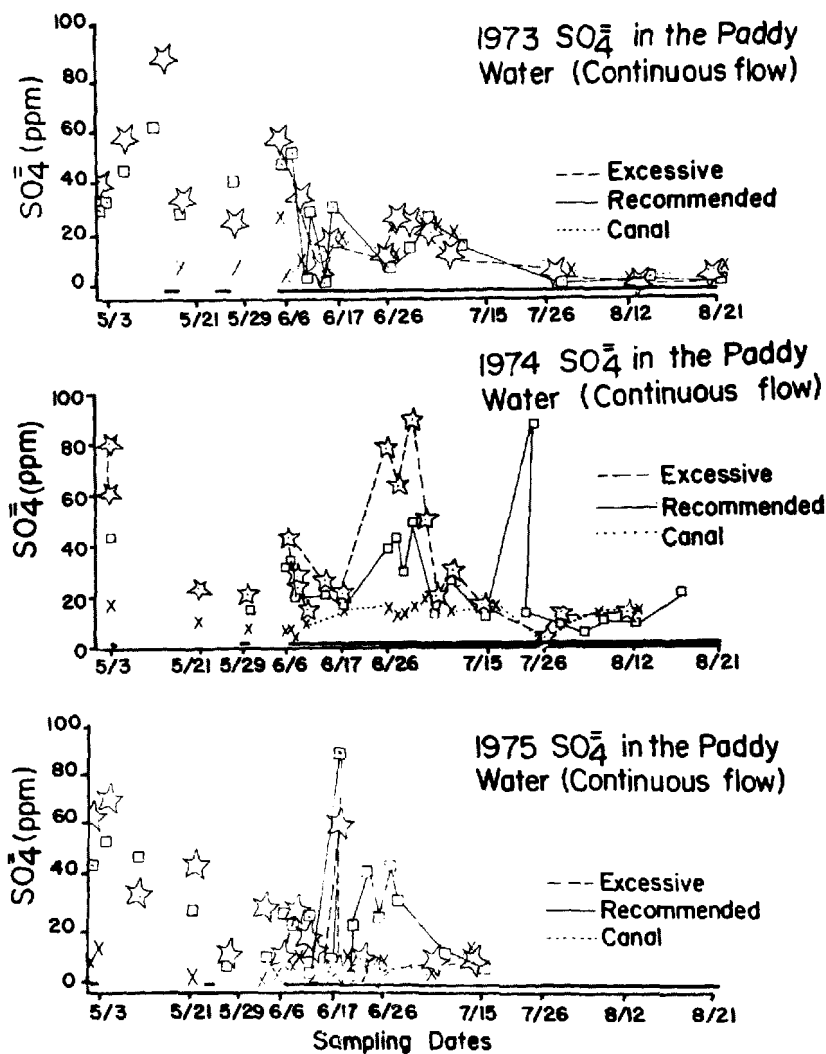 1973 SO4= in the Paddy
Water (Continuous flow)
SO4= (ppm)
100
80
60
40
20
0
Excessive
Recommended
Canal
5/3 5/21 5/29 6/6 6/17 6/26 7/15 7/26 8/12 8/21
1974 SO4= in the Paddy
Water (Continuous flow)
SO4= (ppm)
100
80
60
40
20
0
Excessive
Recommended
Canal
5/3 5/21 5/29 6/6 6/17 6/26 7/15 7/26 8/12 8/21
1975 SO4= in the Paddy
Water (Continuous flow)
SO4= (ppm)
100
80
60
40
20
0
Excessive
Recommended
Canal
5/3 5/21 5/29 6/6 6/17 6/26 7/15 7/26 8/12 8/21
Sampling Dates